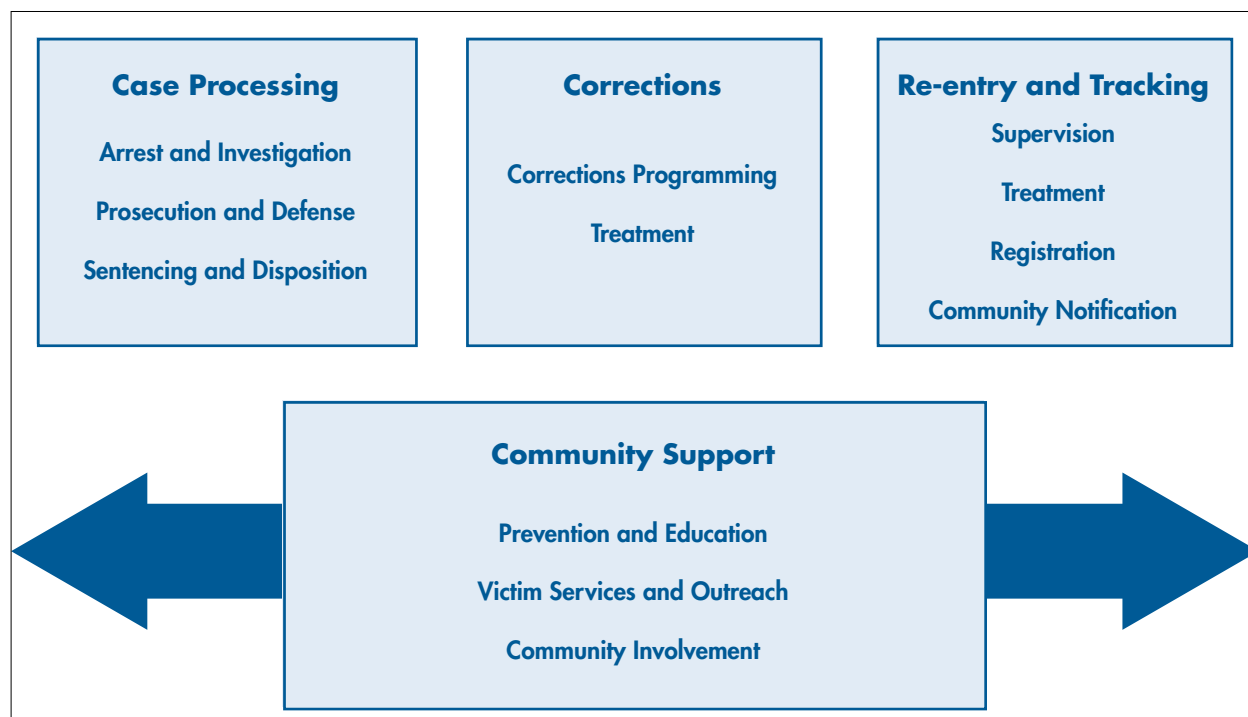 Case Processing
Arrest and Investigation
Prosecution and Defense
Sentencing and Disposition
Corrections
Corrections Programming
Treatment
Re-entry and Tracking
Supervision
Treatment
Registration
Community Notification
Community Support
Prevention and Education
Victim Services and Outreach
Community Involvement